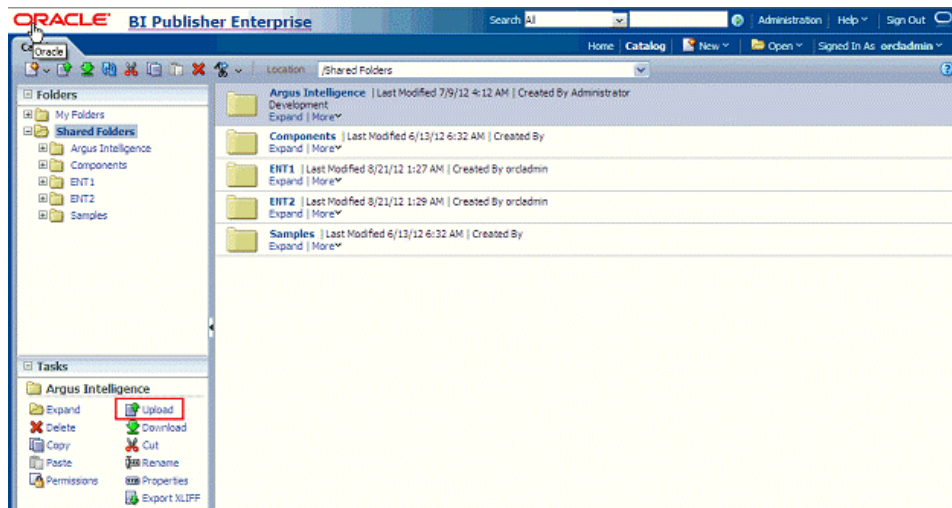 ORACLE BI Publisher Enterprise Search All Administration Help Sign Out
Oracle
Home Catalog New Open Signed In As orcladmin
Location /Shared Folders
Folders
My Folders
Shared Folders
Argus Intelligence
Components
ENT1
ENT2
Samples
Argus Intelligence | Last Modified 7/9/12 4:12 AM | Created By Administrator
Development
Expand | More
Components | Last Modified 6/13/12 6:32 AM | Created By
Expand | More
ENT1 | Last Modified 8/21/12 1:27 AM | Created By orcladmin
Expand | More
ENT2 | Last Modified 8/21/12 1:29 AM | Created By orcladmin
Expand | More
Samples | Last Modified 6/13/12 6:32 AM | Created By
Expand | More
Tasks
Argus Intelligence
Expand Upload
Delete Download
Copy Cut
Paste Rename
Permissions Properties
Export XLIFF